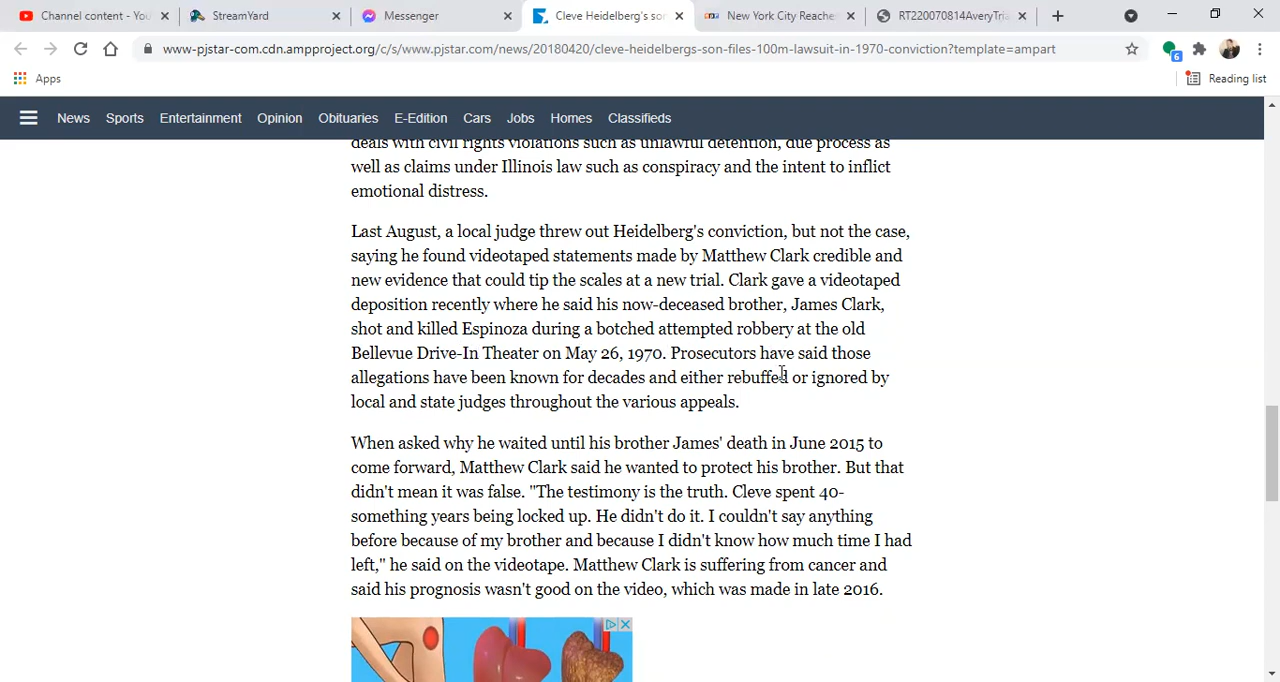 Channel content - You
StreamYard
Messenger
Cleve Heidelberg's son
New York City Reache
RT220070814AveryTria
www-pjstar-com.cdn.ampproject.org/c/s/www.pjstar.com/news/20180420/cleve-heidelbergs-son-files-100m-lawsuit-in-1970-conviction?template=ampart
6
Apps
Reading list
News Sports Entertainment Opinion Obituaries E-Edition Cars Jobs Homes Classifieds
deals with civil rights violations such as unlawful detention, due process as
well as claims under Illinois law such as conspiracy and the intent to inflict
emotional distress.
Last August, a local judge threw out Heidelberg's conviction, but not the case,
saying he found videotaped statements made by Matthew Clark credible and
new evidence that could tip the scales at a new trial. Clark gave a videotaped
deposition recently where he said his now-deceased brother, James Clark,
shot and killed Espinoza during a botched attempted robbery at the old
Bellevue Drive-In Theater on May 26, 1970. Prosecutors have said those
allegations have been known for decades and either rebuffed or ignored by
local and state judges throughout the various appeals.
When asked why he waited until his brother James' death in June 2015 to
come forward, Matthew Clark said he wanted to protect his brother. But that
didn't mean it was false. "The testimony is the truth. Cleve spent 40-
something years being locked up. He didn't do it. I couldn't say anything
before because of my brother and because I didn't know how much time I had
left," he said on the videotape. Matthew Clark is suffering from cancer and
said his prognosis wasn't good on the video, which was made in late 2016.